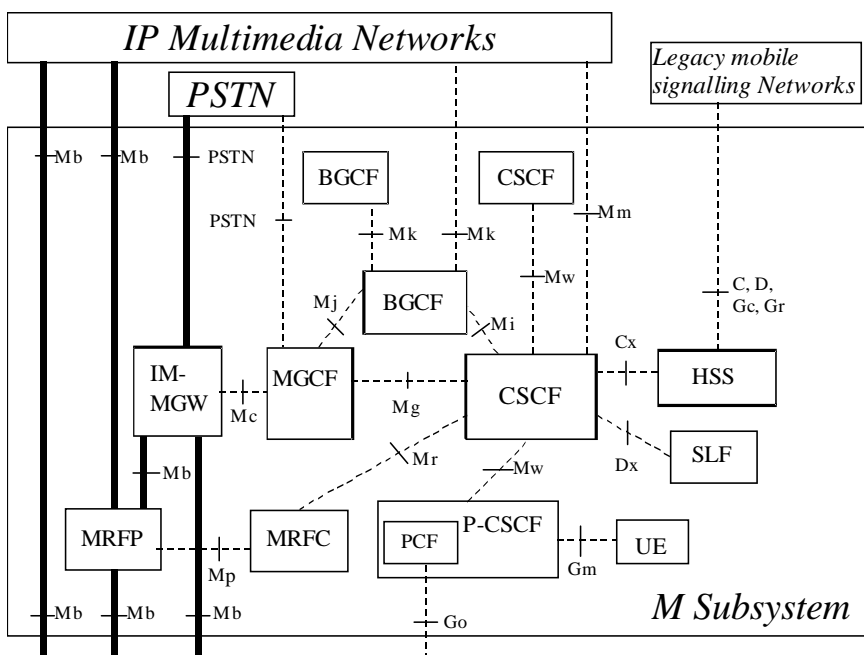 IP Multimedia Networks
Legacy mobile
signalling Networks
PSTN
Mb
Mb
PSTN
BGCF
CSCF
PSTN
Mk
Mk
Mm
Mw
C, D,
Gc, Gr
BGCF
Mj
Mi
Cx
IM-
MGW
MGCF
CSCF
HSS
Mc
Mg
SLF
Mr
Dx
Mb
Mw
MRFP
MRFC
P-CSCF
PCF
UE
Mp
Gm
Mb
Mb
Mb
Go
M Subsystem